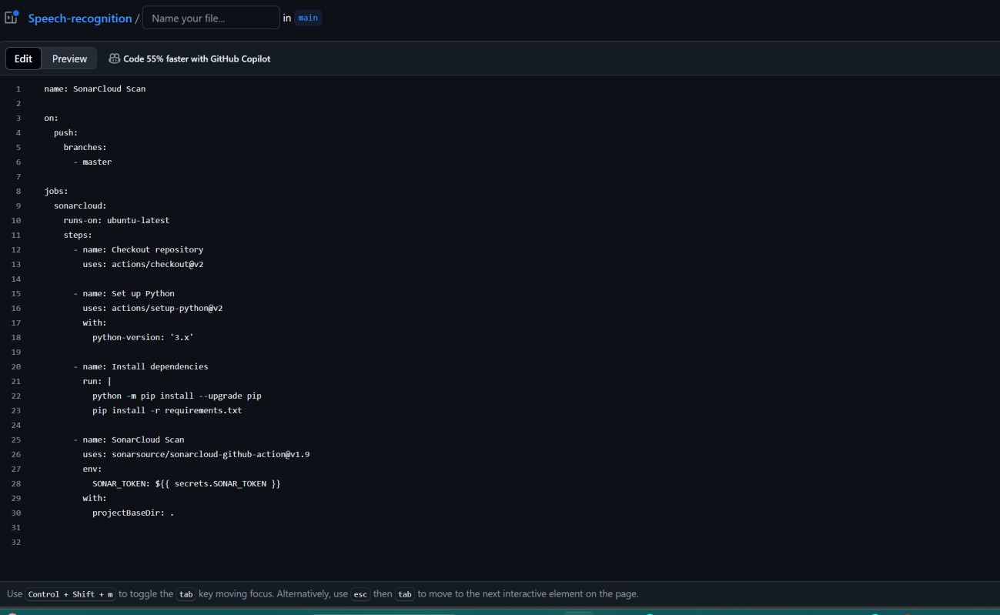 Speech-recognition / Name your file... in main
Edit Preview Code 55% faster with GitHub Copilot
1 name: SonarCloud Scan
2
3 on:
4   push:
5     branches:
6       - master
7
8 jobs:
9   sonarcloud:
10     runs-on: ubuntu-latest
11     steps:
12       - name: Checkout repository
13         uses: actions/checkout@v2
14
15       - name: Set up Python
16         uses: actions/setup-python@v2
17         with:
18           python-version: '3.x'
19
20       - name: Install dependencies
21         run: |
22           python -m pip install --upgrade pip
23           pip install -r requirements.txt
24
25       - name: SonarCloud Scan
26         uses: sonarsource/sonarcloud-github-action@v1.9
27         env:
28           SONAR_TOKEN: ${{ secrets.SONAR_TOKEN }}
29         with:
30           projectBaseDir: .
31
32
Use Control + Shift + m to toggle the tab key moving focus. Alternatively, use esc then tab to move to the next interactive element on the page.